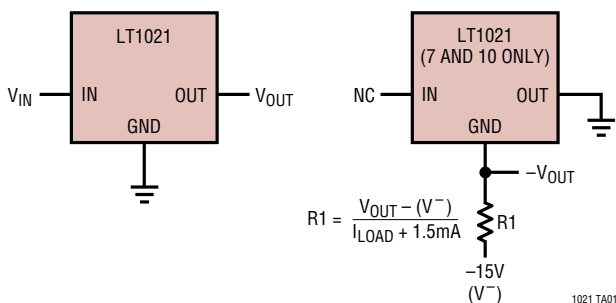 LT1021
V_IN
IN
OUT
V_OUT
GND
LT1021
(7 AND 10 ONLY)
NC
IN
OUT
GND
–V_OUT
R1 = V_OUT – (V⁻) / I_LOAD + 1.5mA
R1
–15V
(V⁻)
1021 TA01